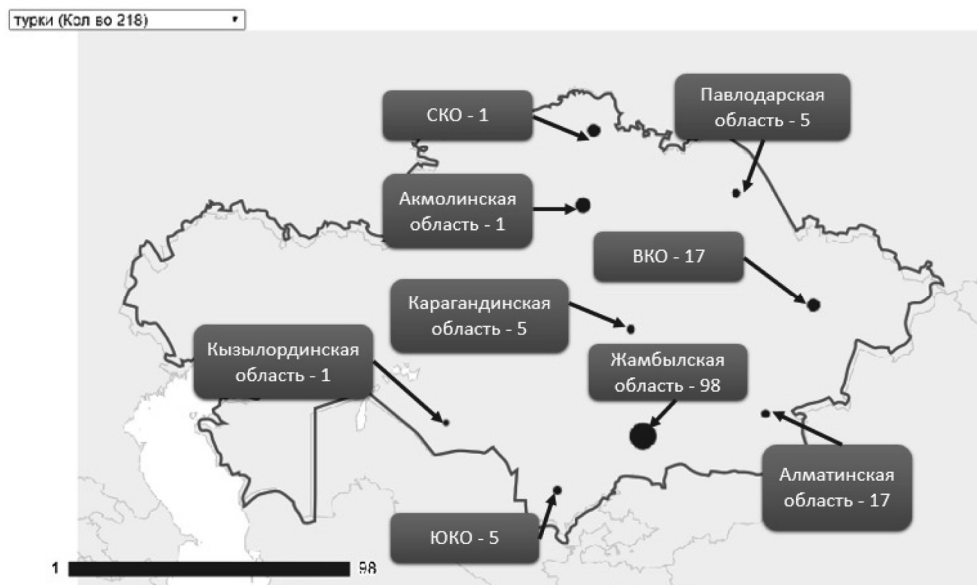 турки (Кол во 218)
СКО - 1
Павлодарская
область - 5
Акмолинская
область - 1
ВКО - 17
Карагандинская
область - 5
Кызылординская
область - 1
Жамбылская
область - 98
Алматинская
область - 17
ЮКО - 5
1
98